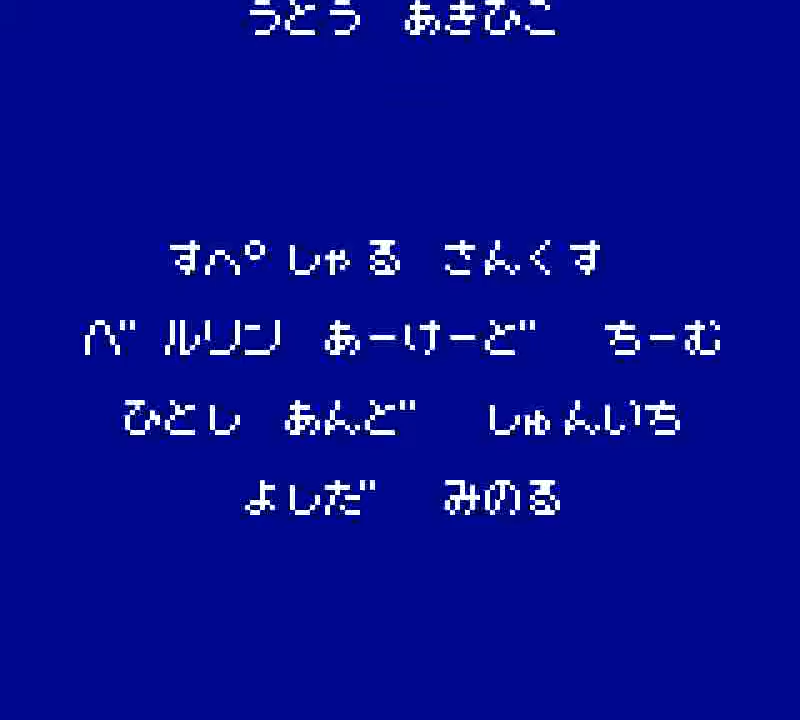 うとう あきひこ
すぺしゃる さんくす
ベルリン あーけーど ちーむ
ひとし あんど しゅんいち
よしだ みのる